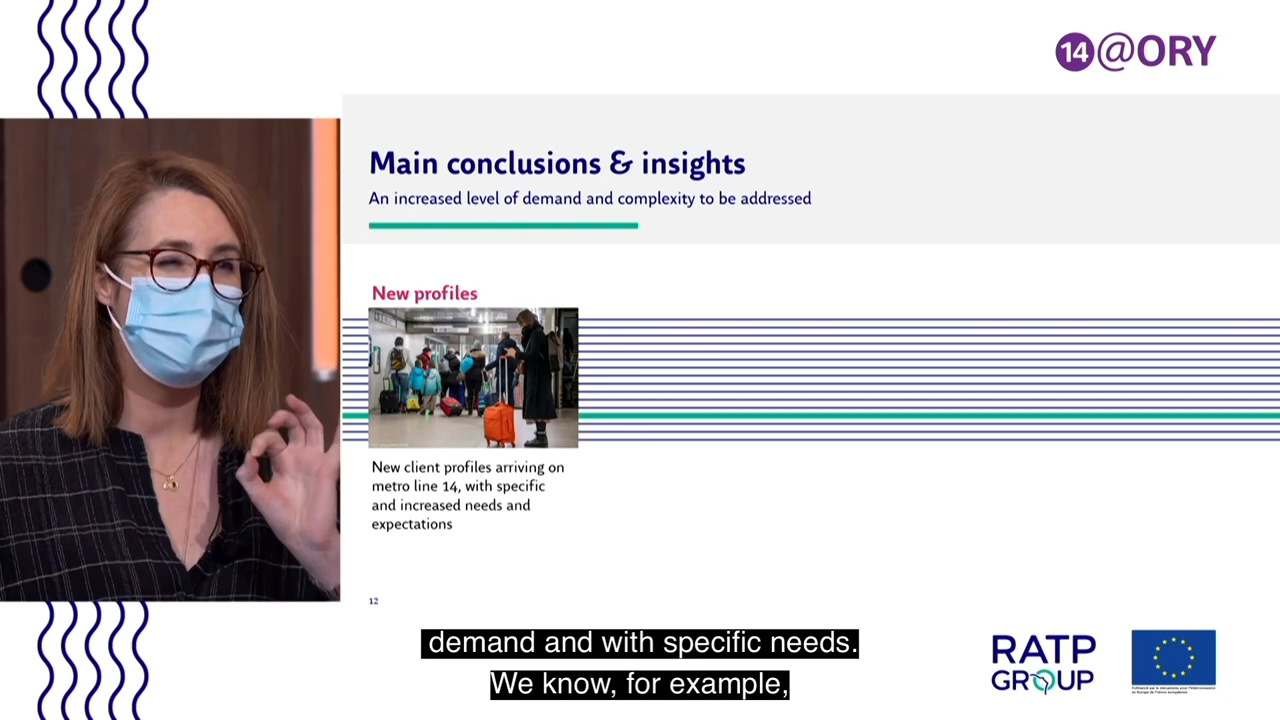 14@ORY
Main conclusions & insights
An increased level of demand and complexity to be addressed
New profiles
New client profiles arriving on
metro line 14, with specific
and increased needs and
expectations
12
demand and with specific needs.
We know, for example,
RATP
GROUP